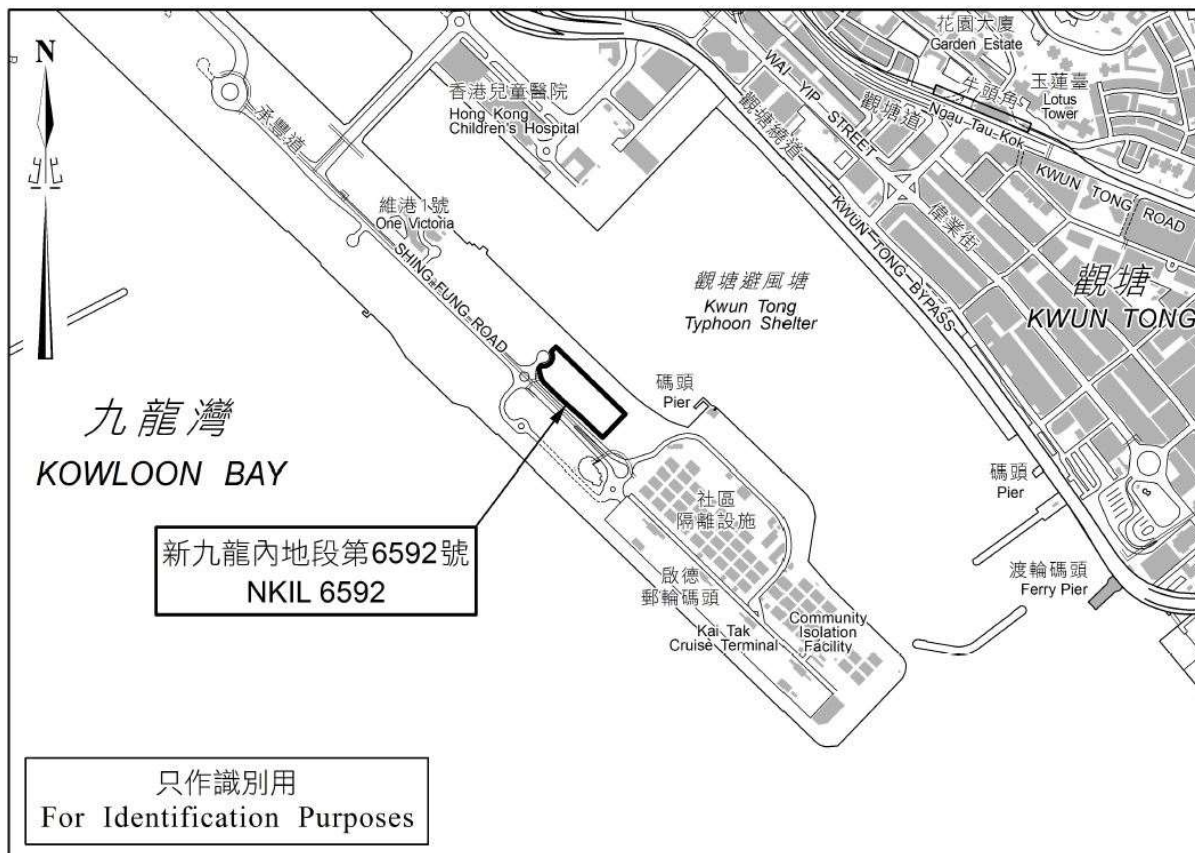 N
承豐道
香港兒童醫院
Hong Kong
Children's Hospital
花園大廈
Garden Estate
玉蓮臺
Lotus
Tower
牛頭角
Ngau Tau Kok
觀塘道
KWUN TONG ROAD
WAI YIP STREET
觀塘繞道
KWUN TONG BYPASS
偉業街
觀塘
KWUN TONG
維港1號
One Victoria
SHING FUNG ROAD
觀塘避風塘
Kwun Tong
Typhoon Shelter
碼頭
Pier
九龍灣
KOWLOON BAY
碼頭
Pier
社區
隔離設施
新九龍內地段第6592號
NKIL 6592
啟德
郵輪碼頭
Kai Tak
Cruise Terminal
Community
Isolation
Facility
渡輪碼頭
Ferry Pier
只作識別用
For Identification Purposes